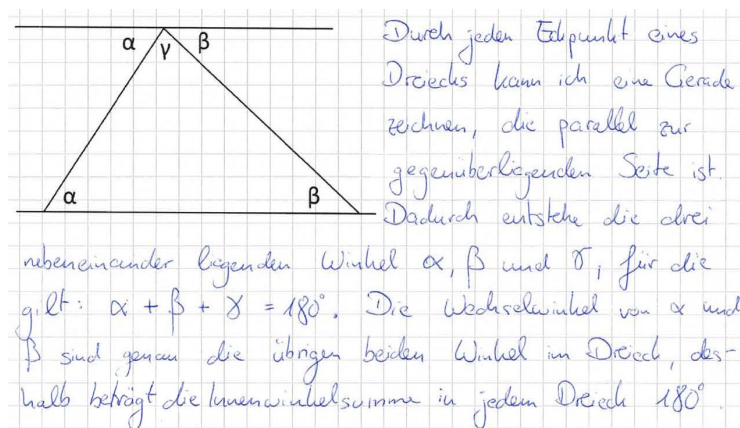 α γ β
α β
Durch jeden Eckpunkt eines
Dreiecks kann ich eine Gerade
zeichnen, die parallel zur
gegenüberliegenden Seite ist.
Dadurch entstehe die drei
nebeneinander liegenden Winkel α, β und γ, für die
gilt: α + β + γ = 180°. Die Wechselwinkel von α und
β sind genau die übrigen beiden Winkel im Dreieck, des-
halb beträgt die Innenwinkelsumme in jedem Dreieck 180°.